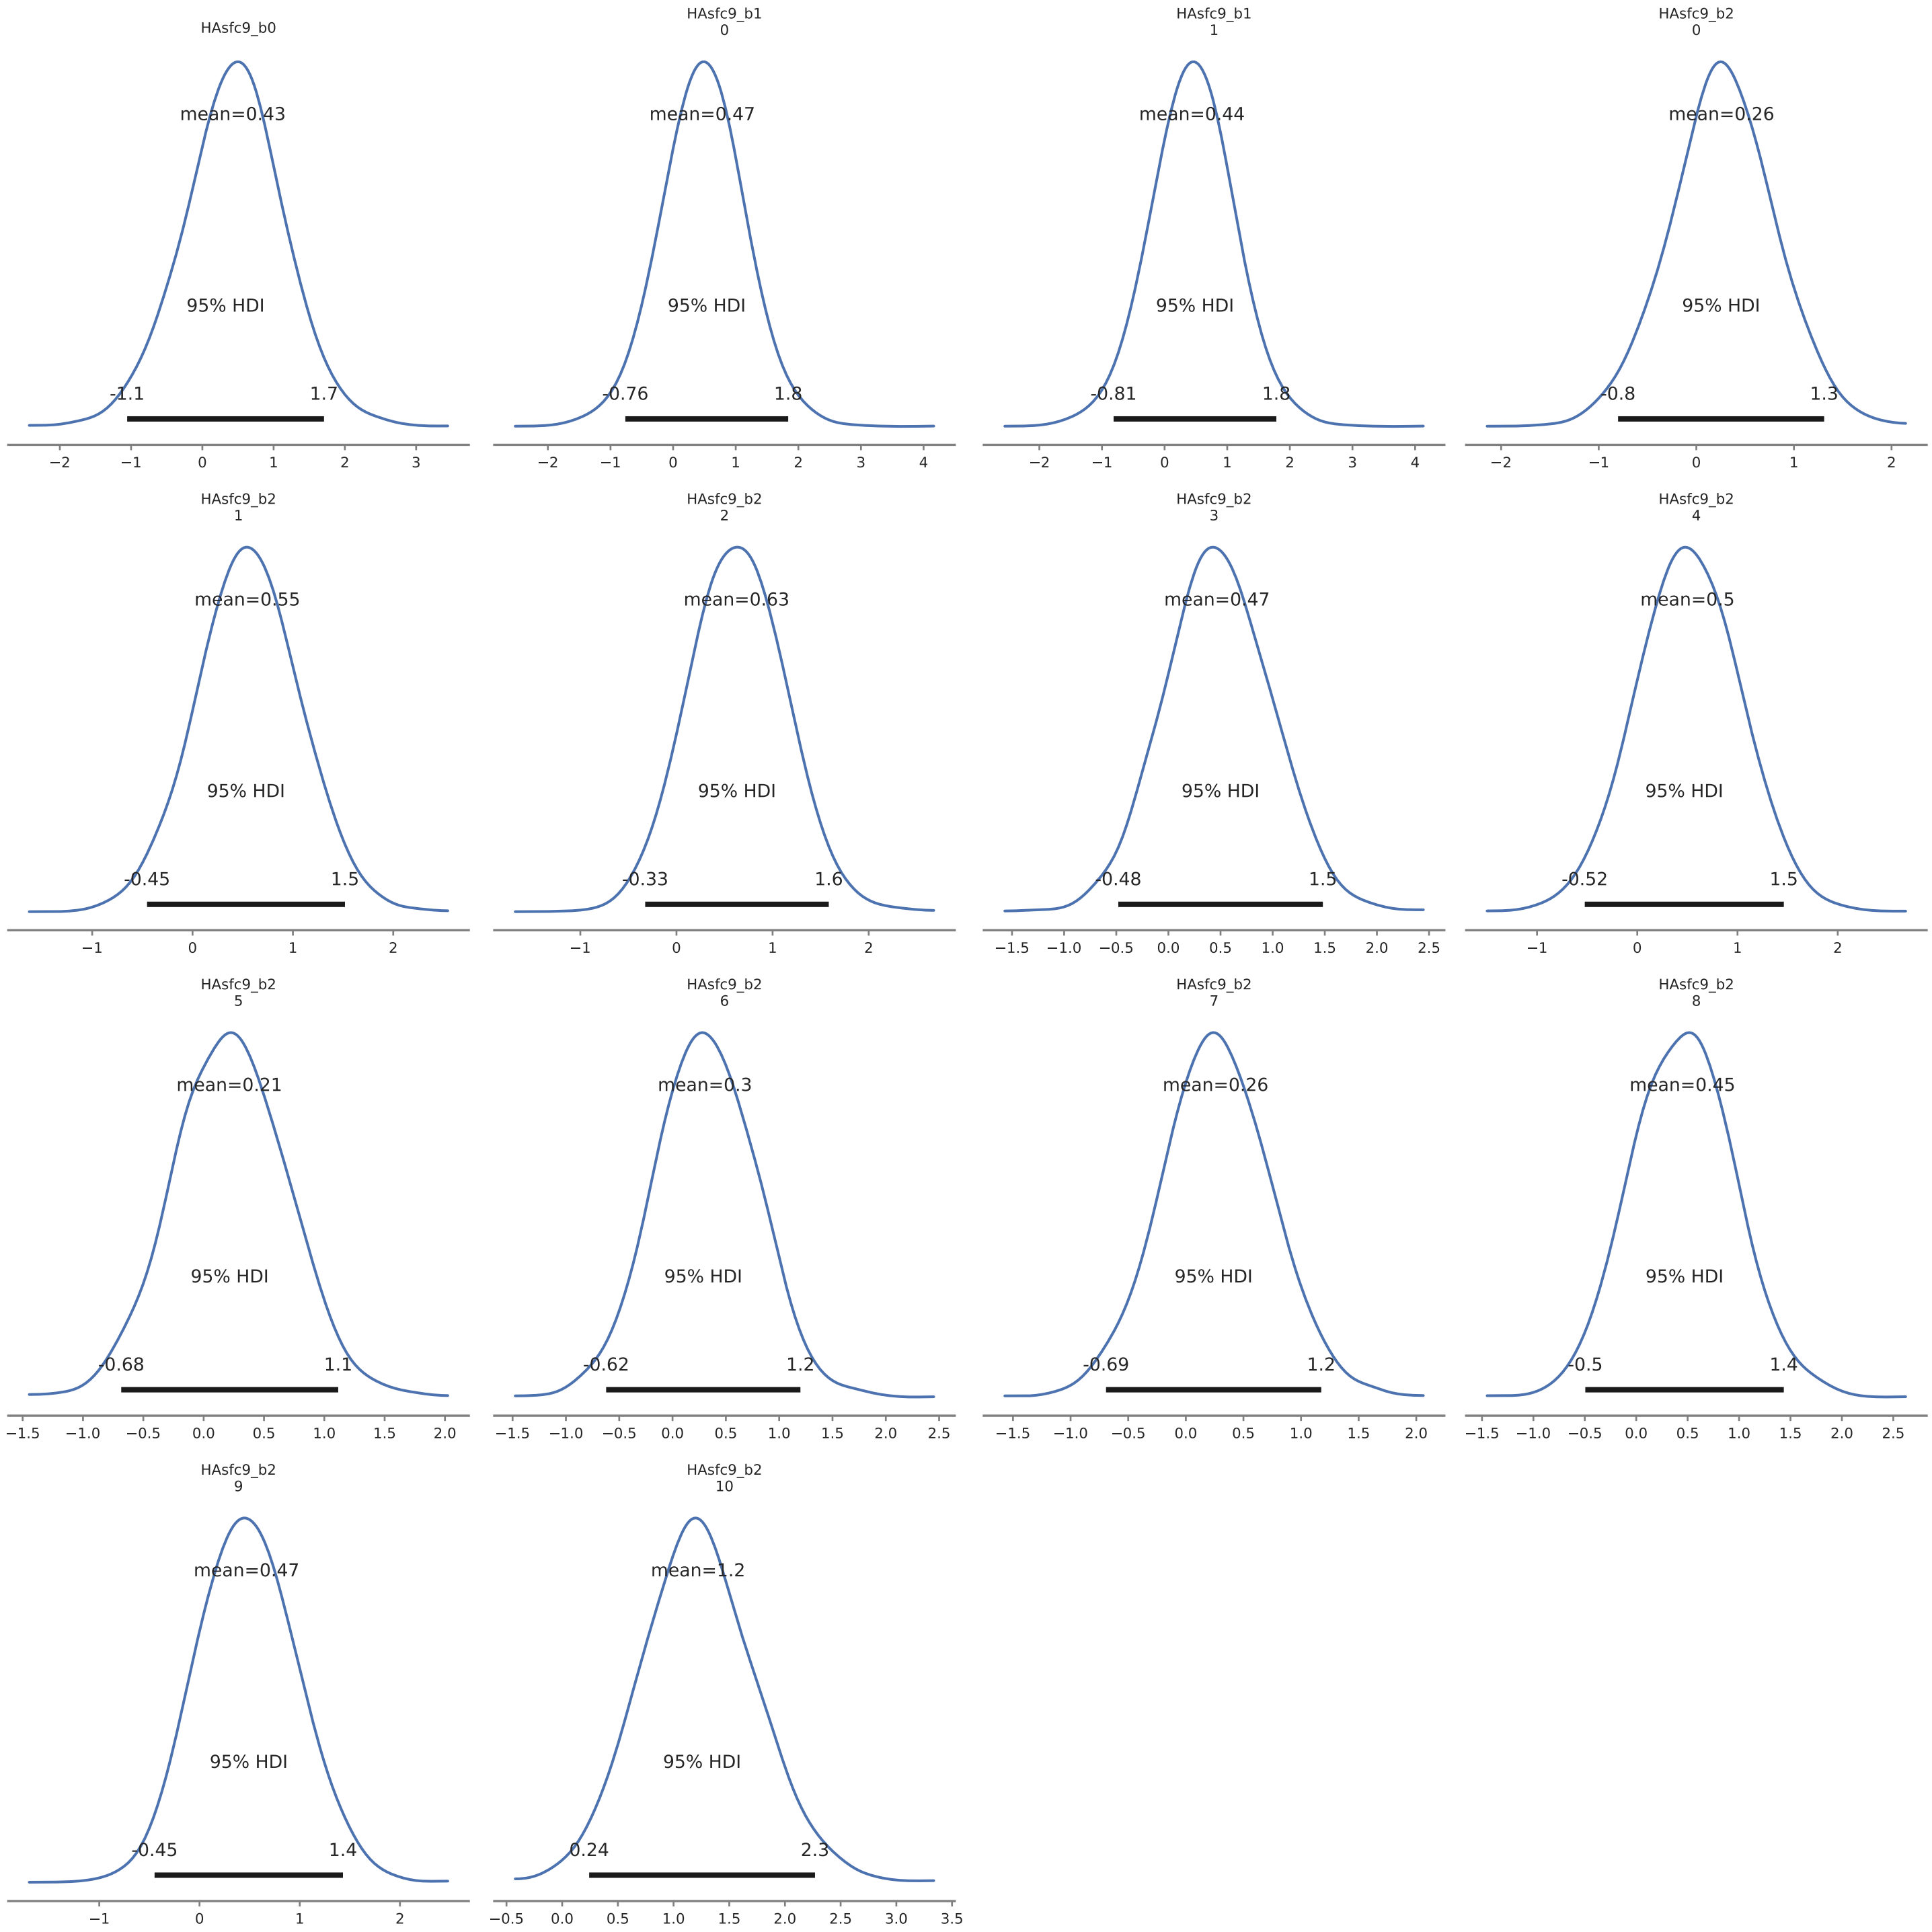 HAsfc9_b0
mean=0.43
95% HDI
-1.1 1.7
−2 −1 0 1 2 3
HAsfc9_b1
0
mean=0.47
95% HDI
-0.76 1.8
−2 −1 0 1 2 3 4
HAsfc9_b1
1
mean=0.44
95% HDI
-0.81 1.8
−2 −1 0 1 2 3 4
HAsfc9_b2
0
mean=0.26
95% HDI
-0.8 1.3
−2 −1 0 1 2
HAsfc9_b2
1
mean=0.55
95% HDI
-0.45 1.5
−1 0 1 2
HAsfc9_b2
2
mean=0.63
95% HDI
-0.33 1.6
−1 0 1 2
HAsfc9_b2
3
mean=0.47
95% HDI
-0.48 1.5
−1.5 −1.0 −0.5 0.0 0.5 1.0 1.5 2.0 2.5
HAsfc9_b2
4
mean=0.5
95% HDI
-0.52 1.5
−1 0 1 2
HAsfc9_b2
5
mean=0.21
95% HDI
-0.68 1.1
−1.5 −1.0 −0.5 0.0 0.5 1.0 1.5 2.0
HAsfc9_b2
6
mean=0.3
95% HDI
-0.62 1.2
−1.5 −1.0 −0.5 0.0 0.5 1.0 1.5 2.0 2.5
HAsfc9_b2
7
mean=0.26
95% HDI
-0.69 1.2
−1.5 −1.0 −0.5 0.0 0.5 1.0 1.5 2.0
HAsfc9_b2
8
mean=0.45
95% HDI
-0.5 1.4
−1.5 −1.0 −0.5 0.0 0.5 1.0 1.5 2.0 2.5
HAsfc9_b2
9
mean=0.47
95% HDI
-0.45 1.4
−1 0 1 2
HAsfc9_b2
10
mean=1.2
95% HDI
0.24 2.3
−0.5 0.0 0.5 1.0 1.5 2.0 2.5 3.0 3.5